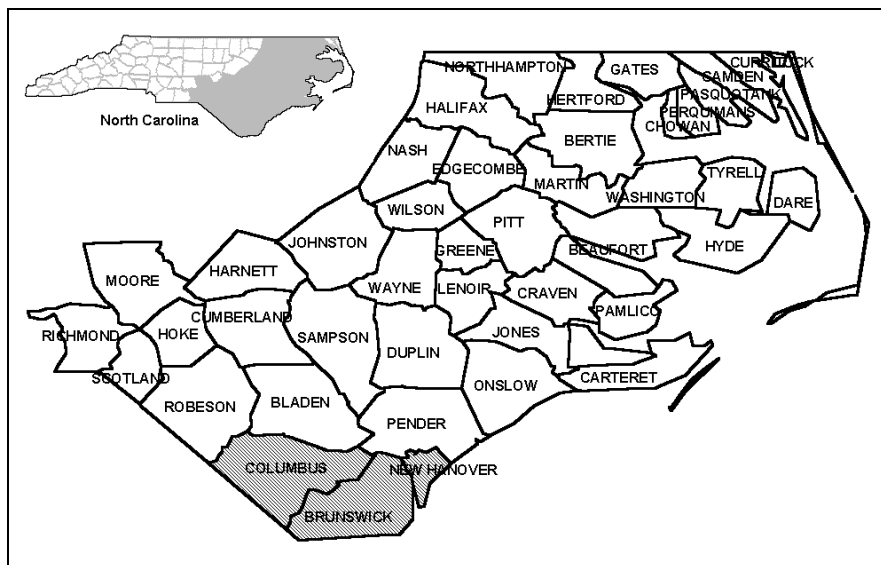 North Carolina
NORTHHAMPTON
GATES
CURRITUCK
CAMDEN
HALIFAX
HERTFORD
PASQUOTANK
PERQUIMANS
CHOWAN
BERTIE
NASH
EDGECOMBE
MARTIN
WASHINGTON
TYRELL
DARE
WILSON
PITT
JOHNSTON
GREENE
BEAUFORT
HYDE
MOORE
HARNETT
WAYNE
LENOIR
CRAVEN
PAMLICO
RICHMOND
HOKE
CUMBERLAND
SAMPSON
JONES
DUPLIN
SCOTLAND
ONSLOW
CARTERET
ROBESON
BLADEN
PENDER
COLUMBUS
NEW HANOVER
BRUNSWICK